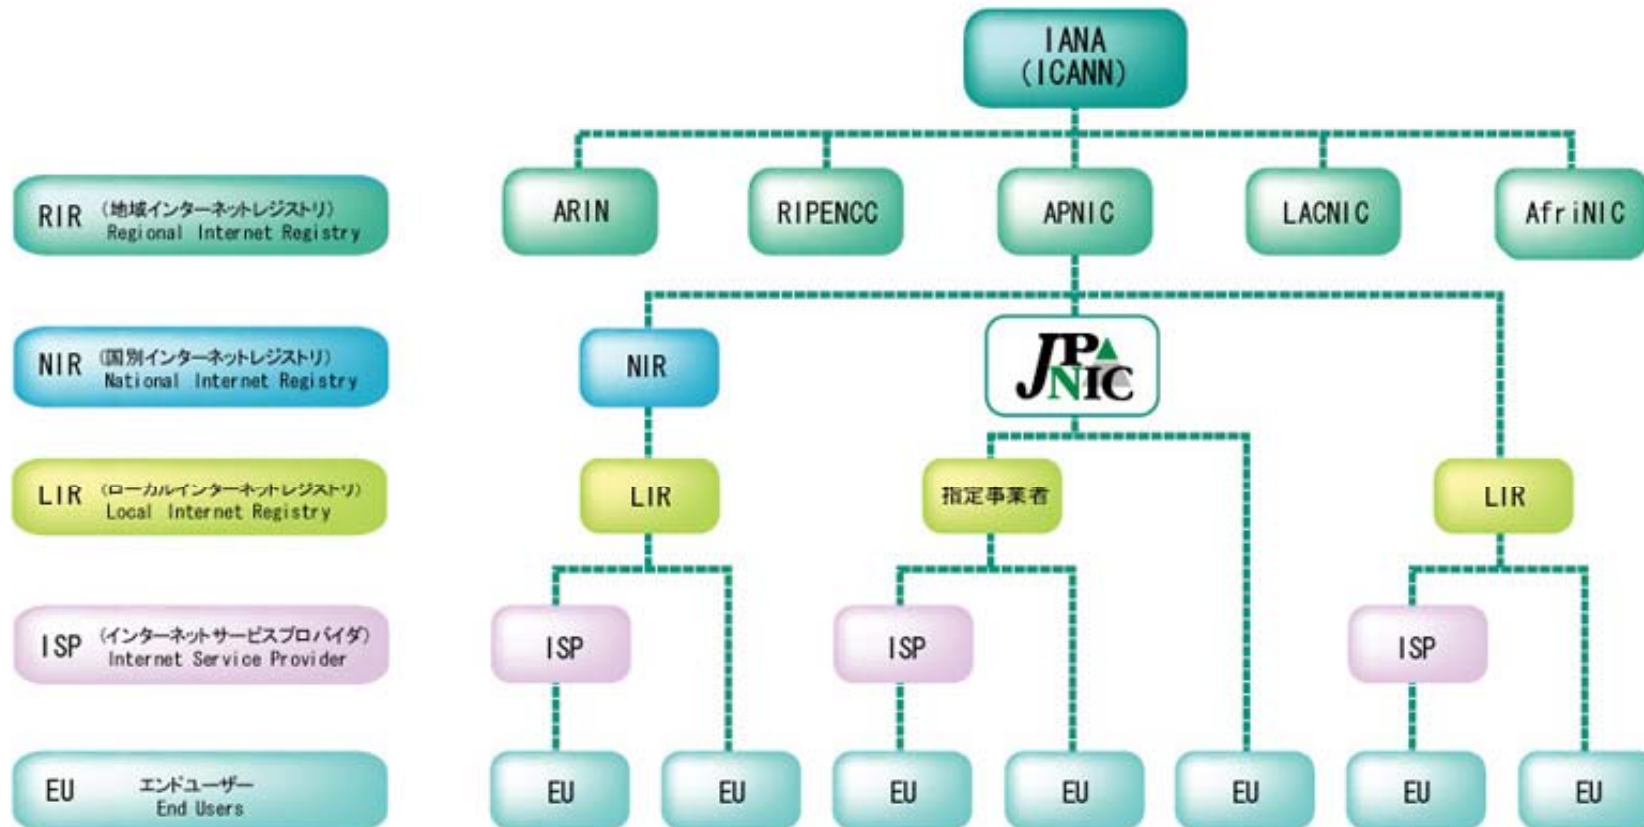 IANA
(ICANN)
RIR (地域インターネットレジストリ)
Regional Internet Registry
ARIN
RIPENCC
APNIC
LACNIC
AfriNIC
NIR (国別インターネットレジストリ)
National Internet Registry
NIR
JPNIC
LIR (ローカルインターネットレジストリ)
Local Internet Registry
LIR
指定事業者
LIR
ISP (インターネットサービスプロバイダ)
Internet Service Provider
ISP
ISP
ISP
EU エンドユーザー
End Users
EU
EU
EU
EU
EU
EU
EU